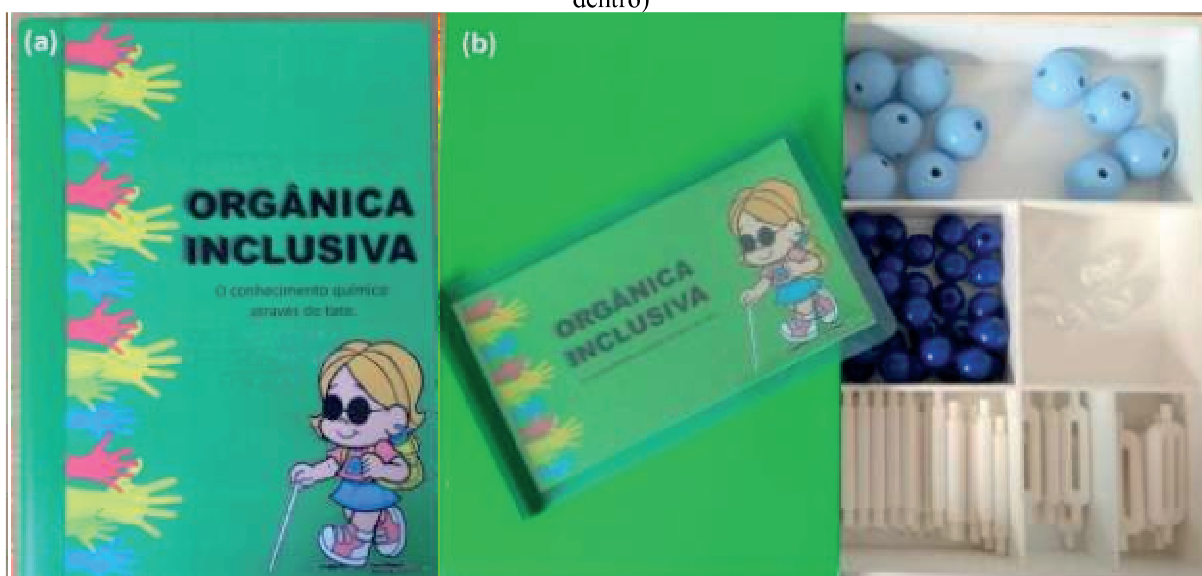 dentro)
(a)
ORGÂNICA
INCLUSIVA
O conhecimento químico
através do tato.
(b)
ORGÂNICA
INCLUSIVA